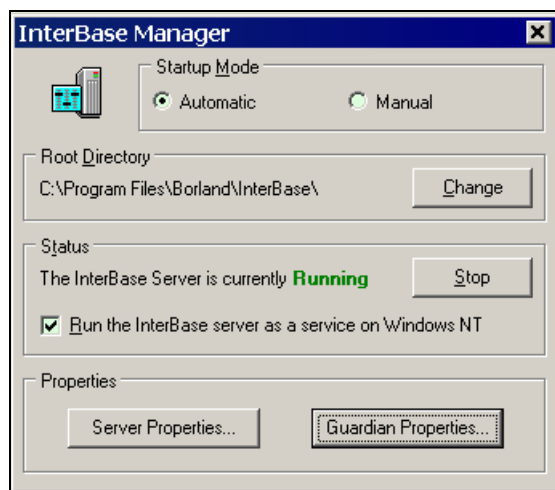 InterBase Manager
Startup Mode
Automatic Manual
Root Directory
C:\Program Files\Borland\InterBase\ Change
Status
The InterBase Server is currently Running Stop
Run the InterBase server as a service on Windows NT
Properties
Server Properties... Guardian Properties...